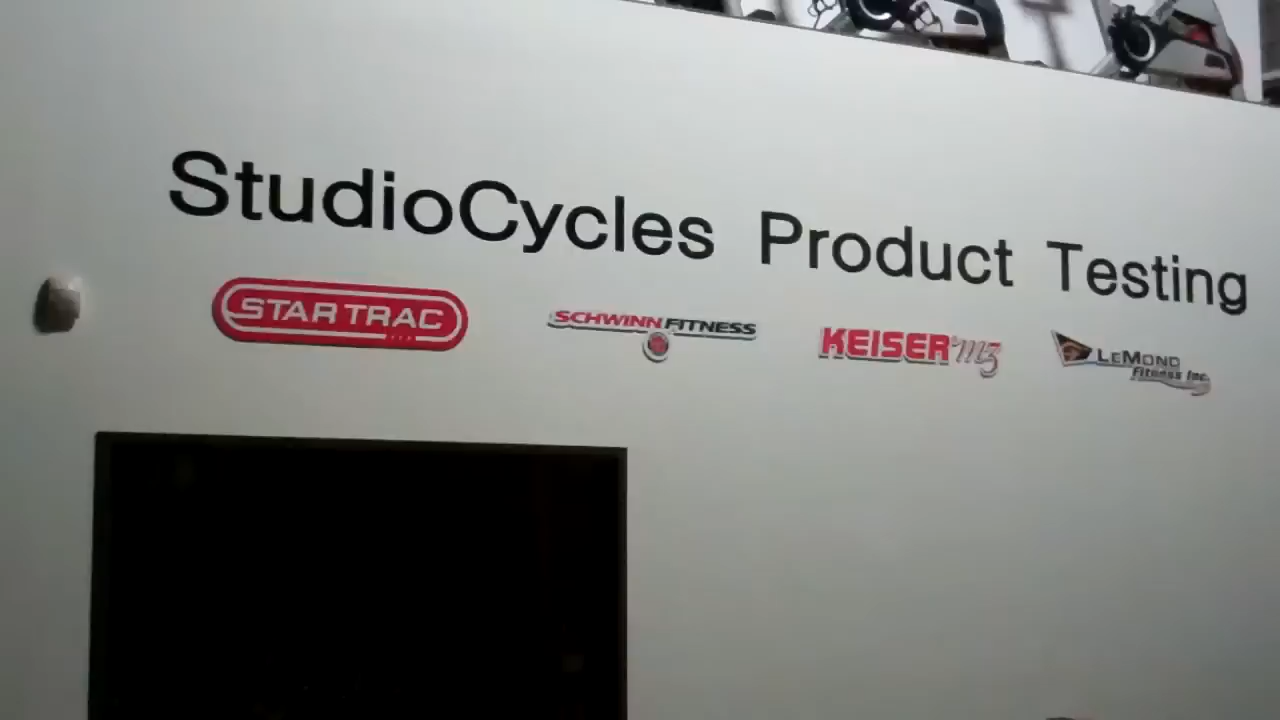 StudioCycles Product Testing
STAR TRAC
SCHWINN FITNESS
KEISER m3
LEMOND
Fitness Inc.